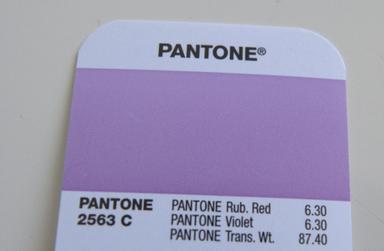 PANTONE®
PANTONE PANTONE Rub. Red 6.30
2563 C PANTONE Violet 6.30
PANTONE Trans. Wt. 87.40